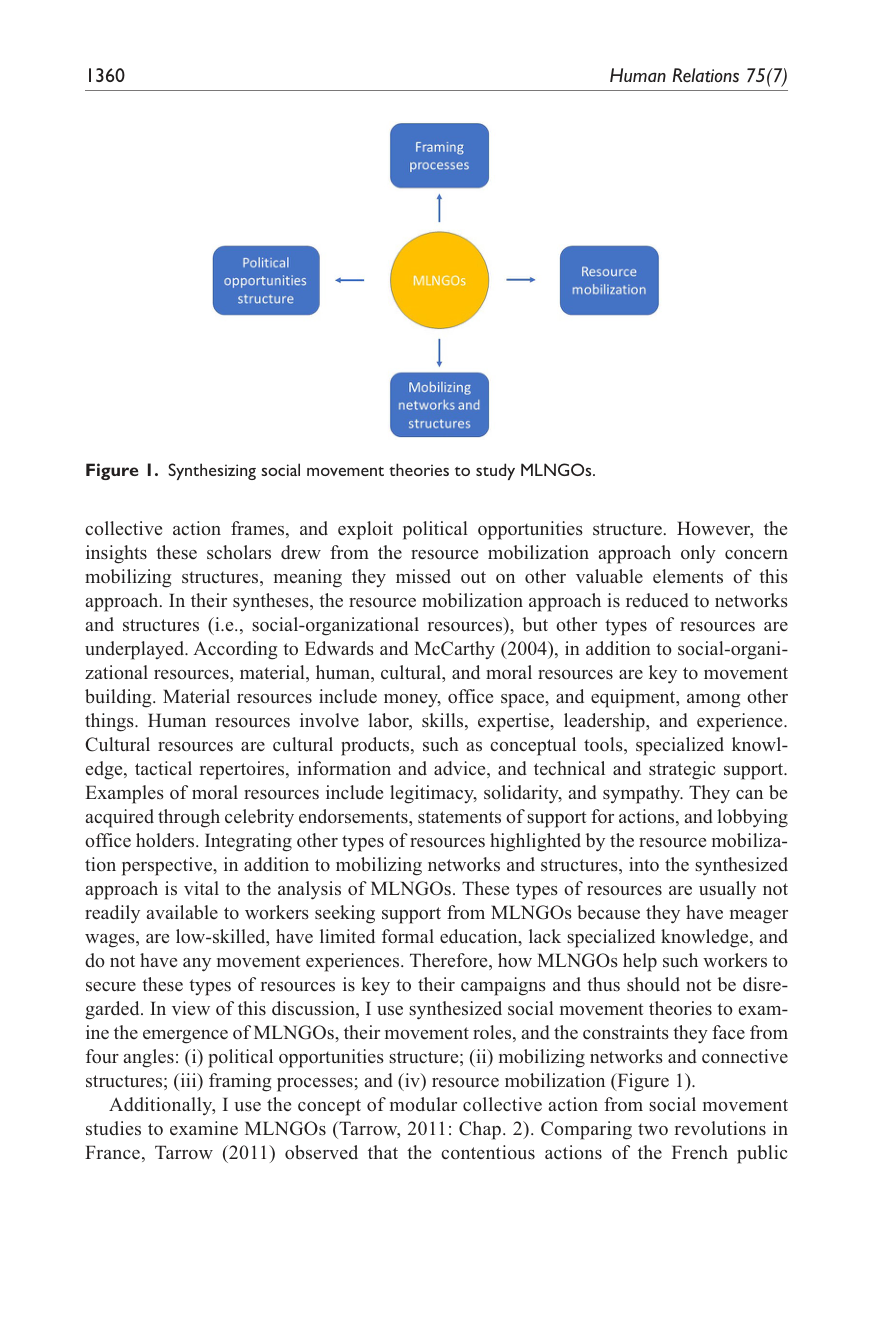 1360
Human Relations 75(7)
Framing
processes
Political
opportunities
structure
MLNGOs
Resource
mobilization
Mobilizing
networks and
structures
Figure 1. Synthesizing social movement theories to study MLNGOs.
collective action frames, and exploit political opportunities structure. However, the
insights these scholars drew from the resource mobilization approach only concern
mobilizing structures, meaning they missed out on other valuable elements of this
approach. In their syntheses, the resource mobilization approach is reduced to networks
and structures (i.e., social-organizational resources), but other types of resources are
underplayed. According to Edwards and McCarthy (2004), in addition to social-organi-
zational resources, material, human, cultural, and moral resources are key to movement
building. Material resources include money, office space, and equipment, among other
things. Human resources involve labor, skills, expertise, leadership, and experience.
Cultural resources are cultural products, such as conceptual tools, specialized knowl-
edge, tactical repertoires, information and advice, and technical and strategic support.
Examples of moral resources include legitimacy, solidarity, and sympathy. They can be
acquired through celebrity endorsements, statements of support for actions, and lobbying
office holders. Integrating other types of resources highlighted by the resource mobiliza-
tion perspective, in addition to mobilizing networks and structures, into the synthesized
approach is vital to the analysis of MLNGOs. These types of resources are usually not
readily available to workers seeking support from MLNGOs because they have meager
wages, are low-skilled, have limited formal education, lack specialized knowledge, and
do not have any movement experiences. Therefore, how MLNGOs help such workers to
secure these types of resources is key to their campaigns and thus should not be disre-
garded. In view of this discussion, I use synthesized social movement theories to exam-
ine the emergence of MLNGOs, their movement roles, and the constraints they face from
four angles: (i) political opportunities structure; (ii) mobilizing networks and connective
structures; (iii) framing processes; and (iv) resource mobilization (Figure 1).
Additionally, I use the concept of modular collective action from social movement
studies to examine MLNGOs (Tarrow, 2011: Chap. 2). Comparing two revolutions in
France, Tarrow (2011) observed that the contentious actions of the French public